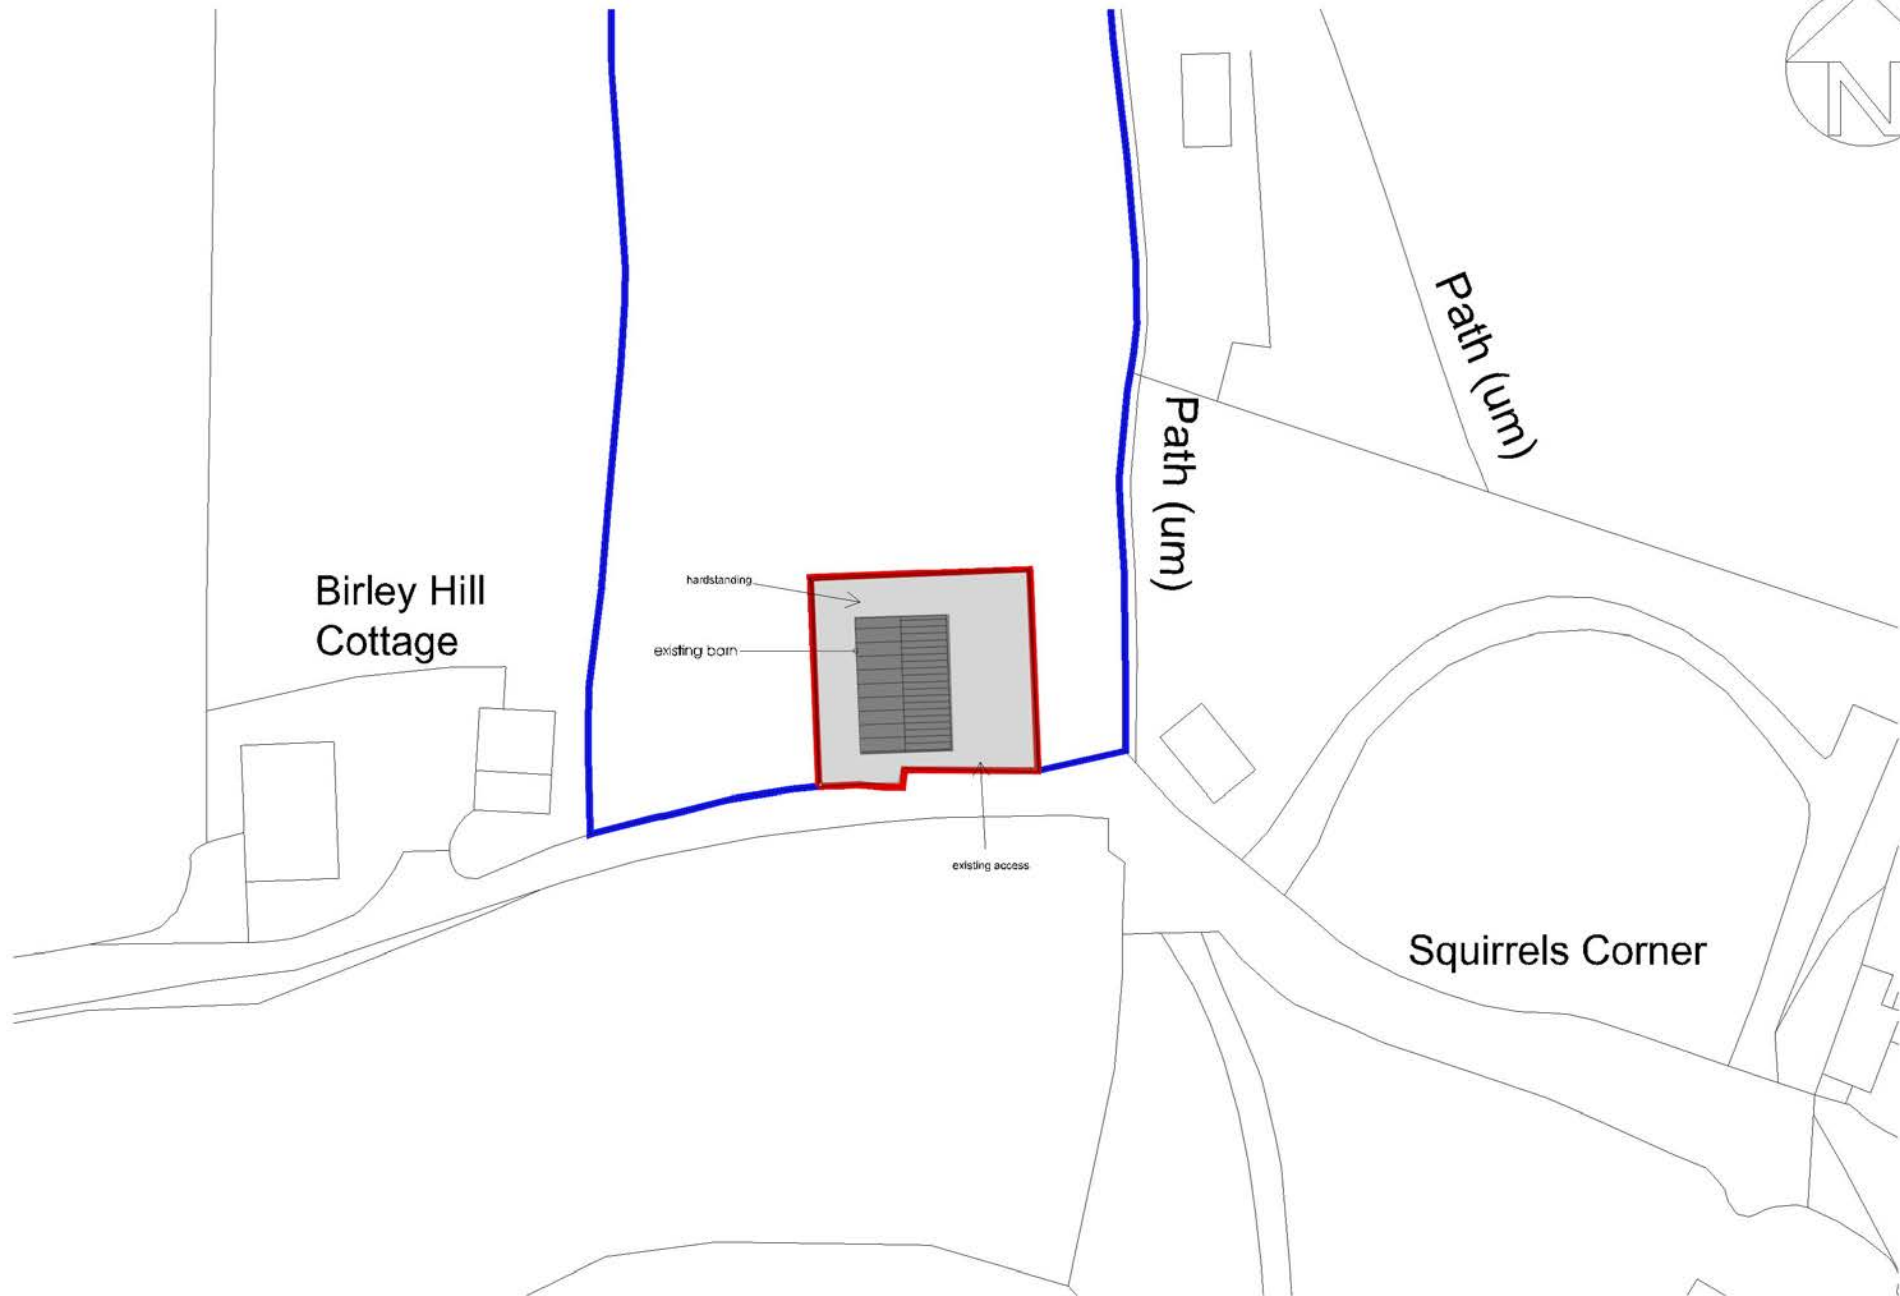 N
Path (um)
Path (um)
hardstanding
existing barn
Birley Hill
Cottage
existing access
Squirrels Corner